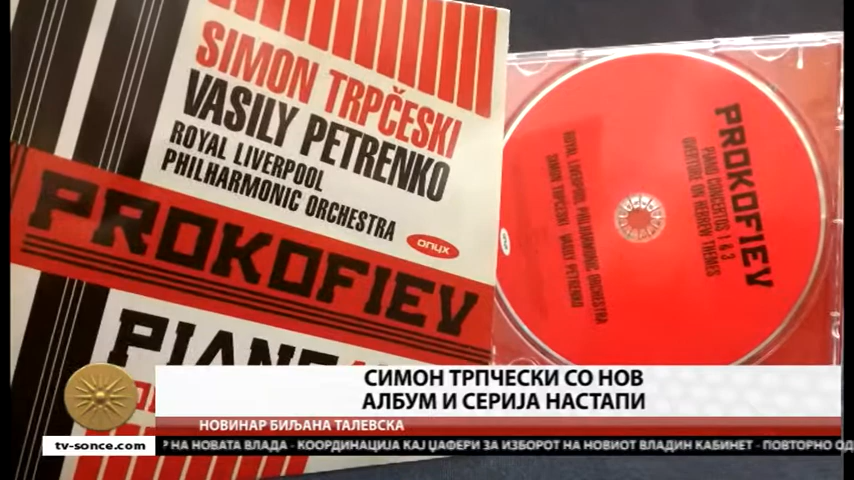 SIMON TRPČESKI
VASILY PETRENKO
ROYAL LIVERPOOL
PHILHARMONIC ORCHESTRA
onyx
PROKOFIEV
PROKOFIEV
PIANO CONCERTOS 1 & 3
OVERTURE ON HEBREW THEMES
ROYAL LIVERPOOL PHILHARMONIC ORCHESTRA
SIMON TRPČESKI VASILY PETRENKO
СИМОН ТРПЧЕСКИ СО НОВ
АЛБУМ И СЕРИЈА НАСТАПИ
НОВИНАР БИЉАНА ТАЛЕВСКА
tv-sonce.com
НА НОВАТА ВЛАДА - КООРДИНАЦИЈА КАЈ ЏАФЕРИ ЗА ИЗБОРОТ НА НОВИОТ ВЛАДИН КАБИНЕТ - ПОВТОРНО